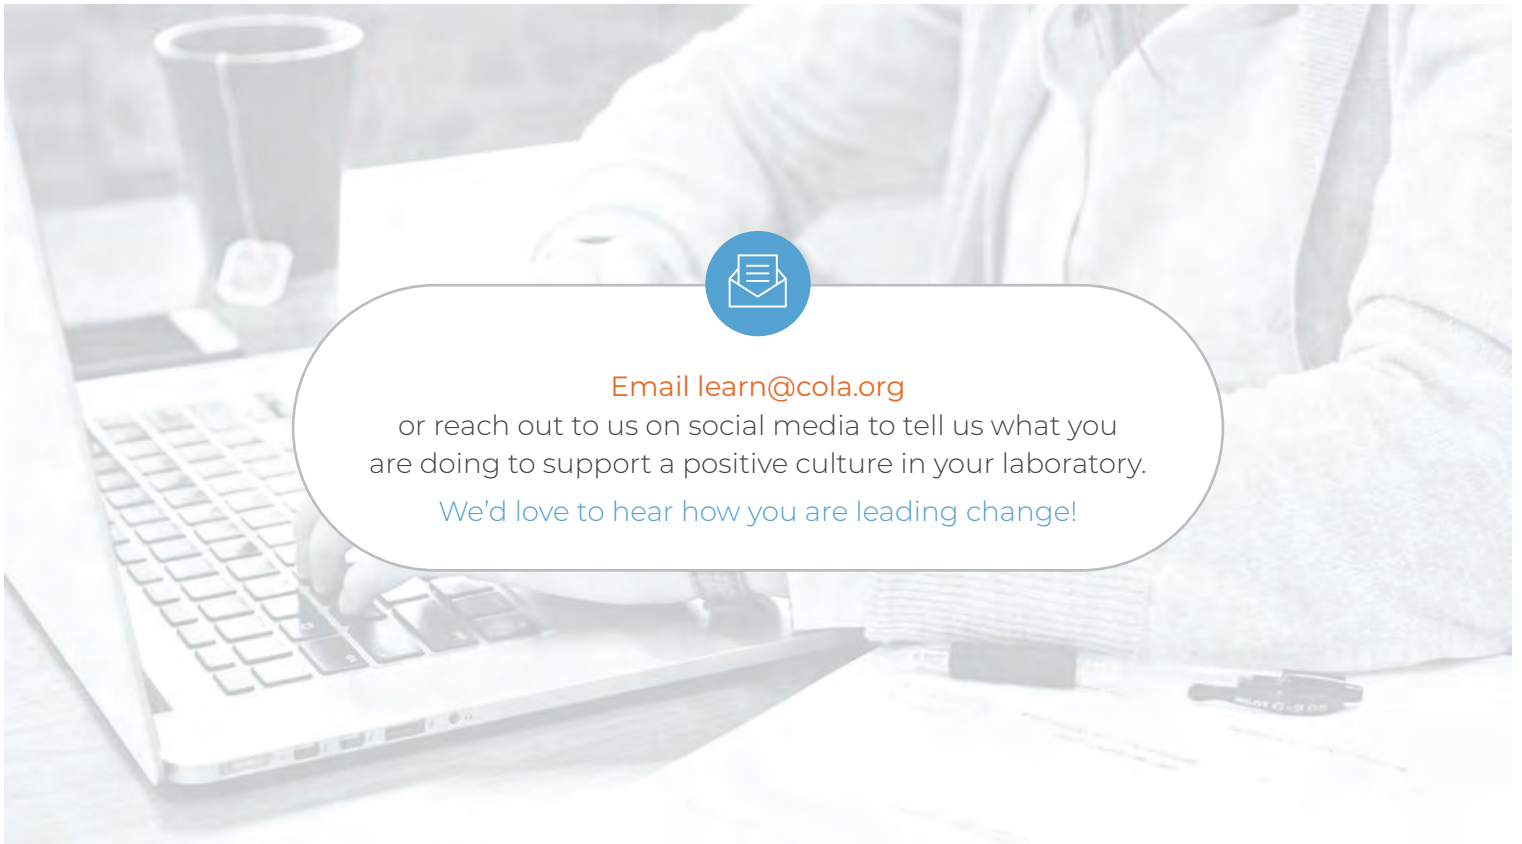 Email learn@cola.org
or reach out to us on social media to tell us what you
are doing to support a positive culture in your laboratory.
We’d love to hear how you are leading change!